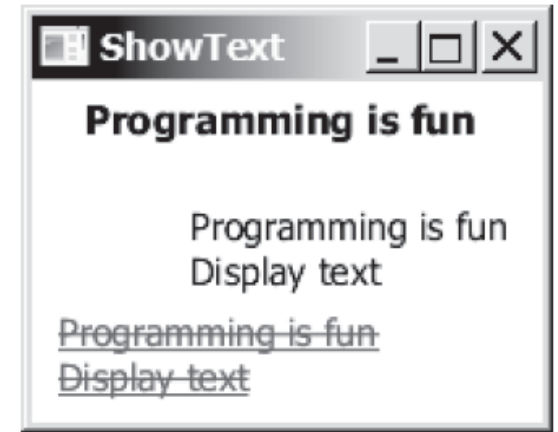 ShowText
Programming is fun
Programming is fun
Display text
Programming is fun
Display text